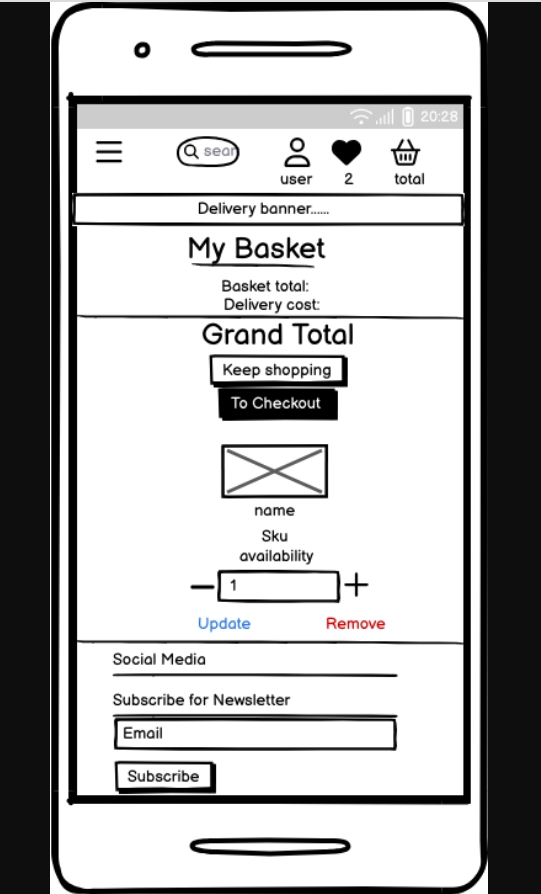 20:28
sear
user 2 total
Delivery banner......
My Basket
Basket total:
Delivery cost:
Grand Total
Keep shopping
To Checkout
name
Sku
availability
1
Update Remove
Social Media
Subscribe for Newsletter
Email
Subscribe